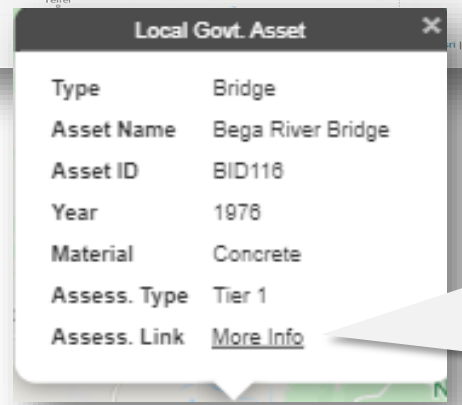 Local Govt. Asset ×
Type Bridge
Asset Name Bega River Bridge
Asset ID BID116
Year 1976
Material Concrete
Assess. Type Tier 1
Assess. Link More Info
N